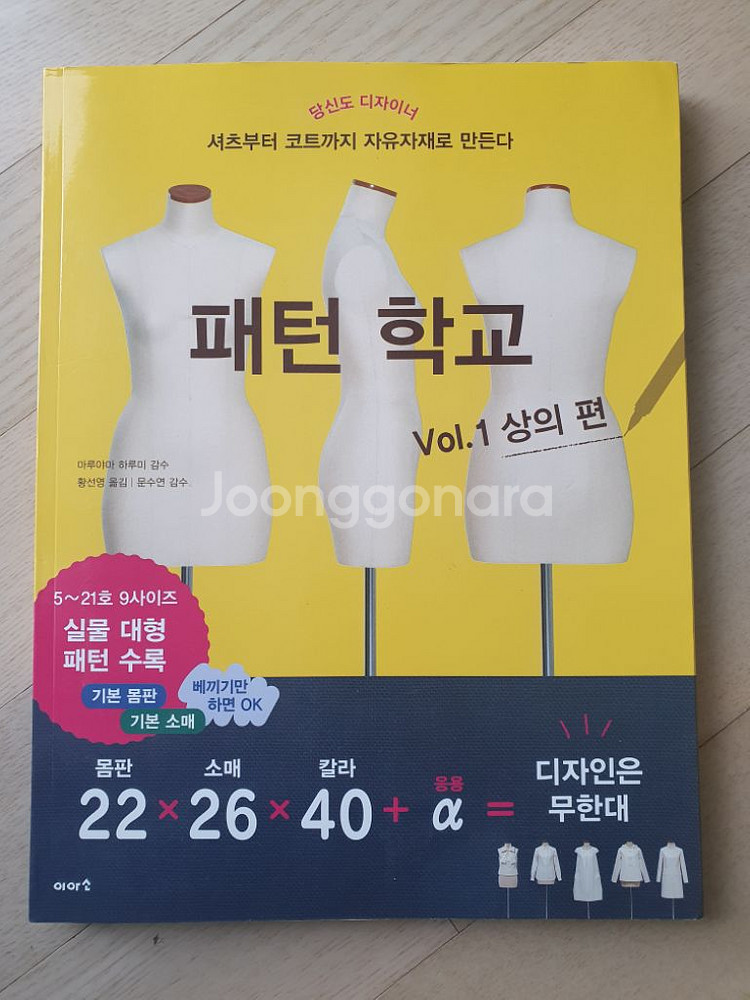 당신도 디자이너
셔츠부터 코트까지 자유자재로 만든다
패턴 학교
Vol.1 상의 편
마루야마 하루미 감수
황선영 옮김 | 문수연 감수
Joonggonara
5~21호 9사이즈
실물 대형
패턴 수록
기본 몸판
기본 소매
베끼기만
하면 OK
몸판 소매 칼라 응용
22 × 26 × 40 + α =
디자인은
무한대
이아소